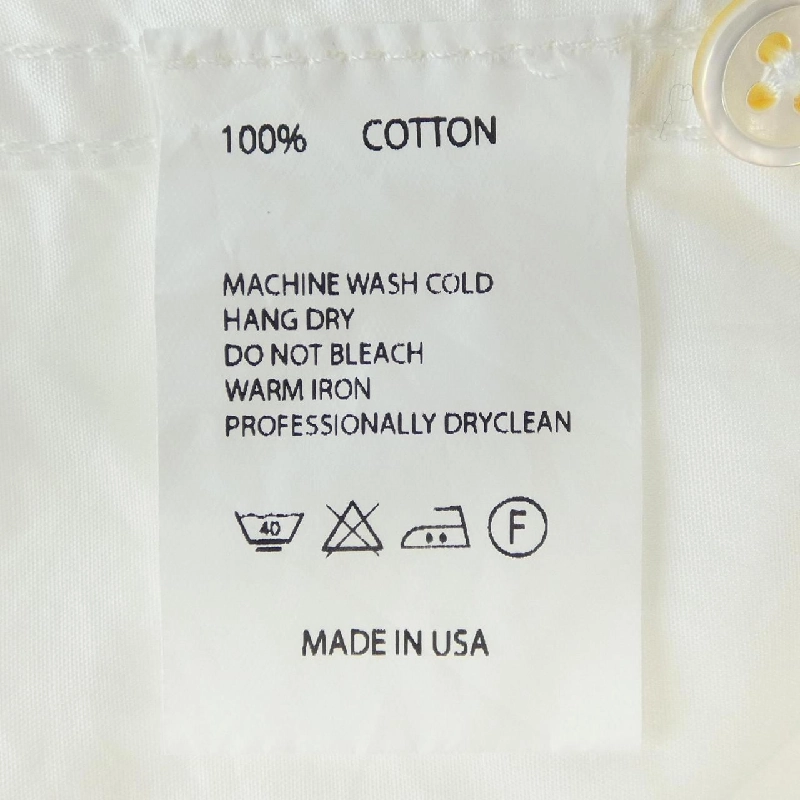 100% COTTON
MACHINE WASH COLD
HANG DRY
DO NOT BLEACH
WARM IRON
PROFESSIONALLY DRYCLEAN
40 F
MADE IN USA